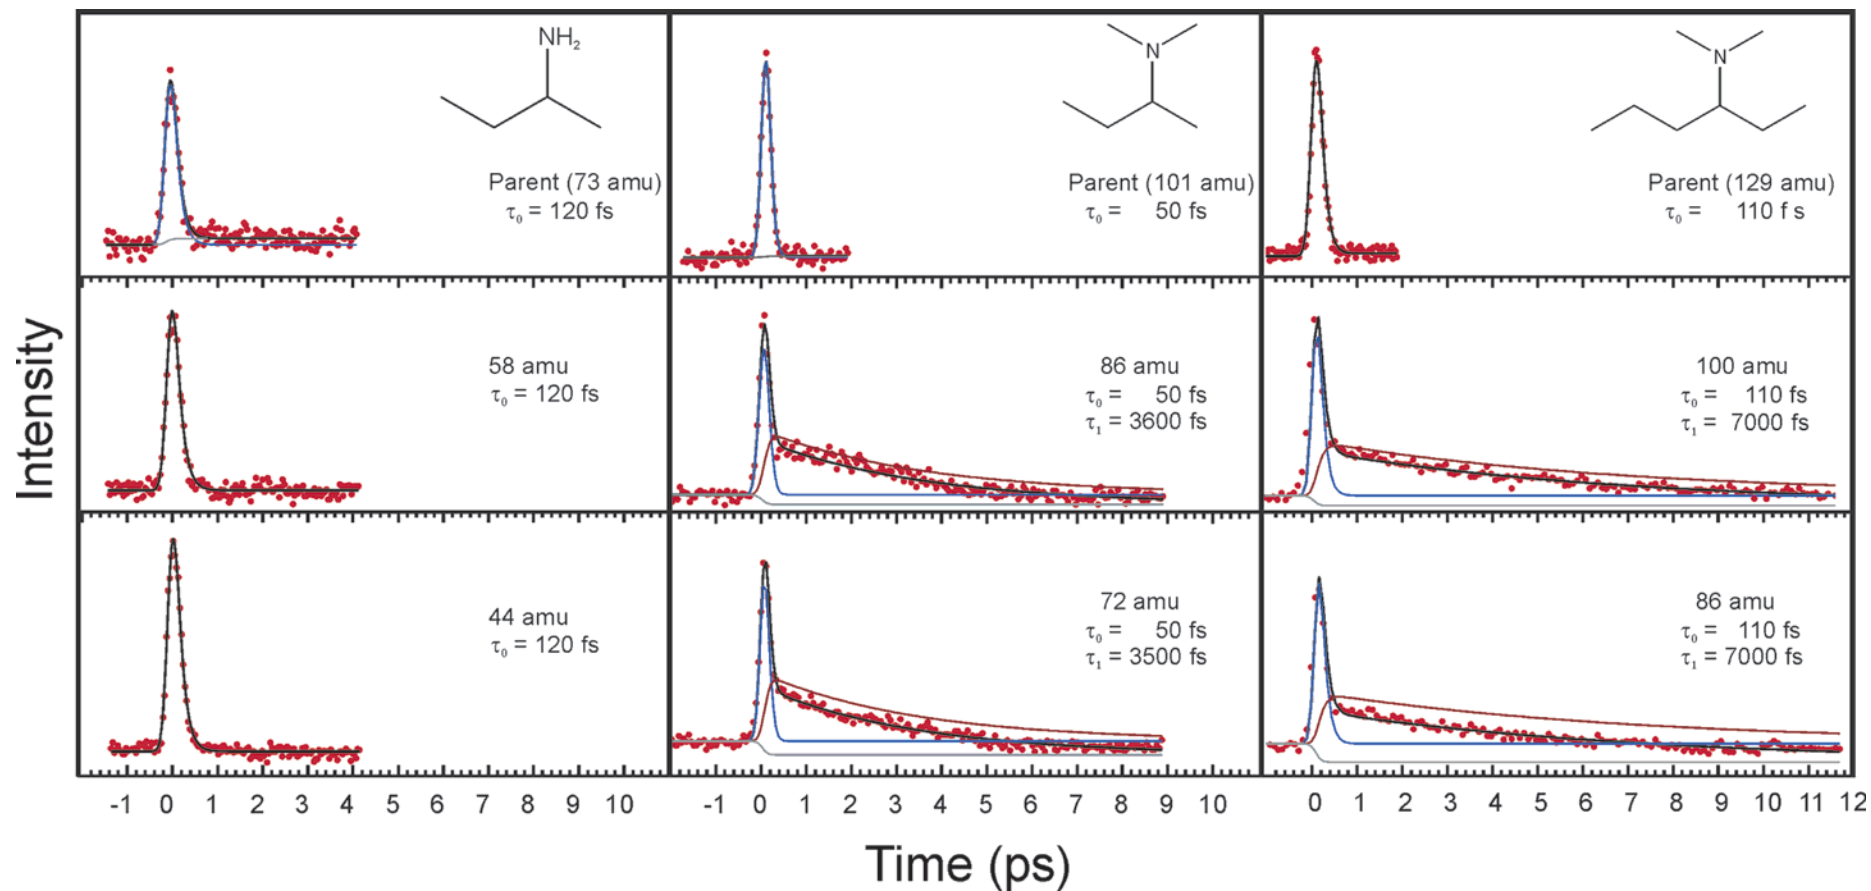 Intensity
NH₂
Parent (73 amu)
τ₀ = 120 fs
N
Parent (101 amu)
τ₀ = 50 fs
N
Parent (129 amu)
τ₀ = 110 f s
58 amu
τ₀ = 120 fs
86 amu
τ₀ = 50 fs
τ₁ = 3600 fs
100 amu
τ₀ = 110 fs
τ₁ = 7000 fs
44 amu
τ₀ = 120 fs
72 amu
τ₀ = 50 fs
τ₁ = 3500 fs
86 amu
τ₀ = 110 fs
τ₁ = 7000 fs
-1 0 1 2 3 4 5 6 7 8 9 10
-1 0 1 2 3 4 5 6 7 8 9 10
0 1 2 3 4 5 6 7 8 9 10 11 12
Time (ps)